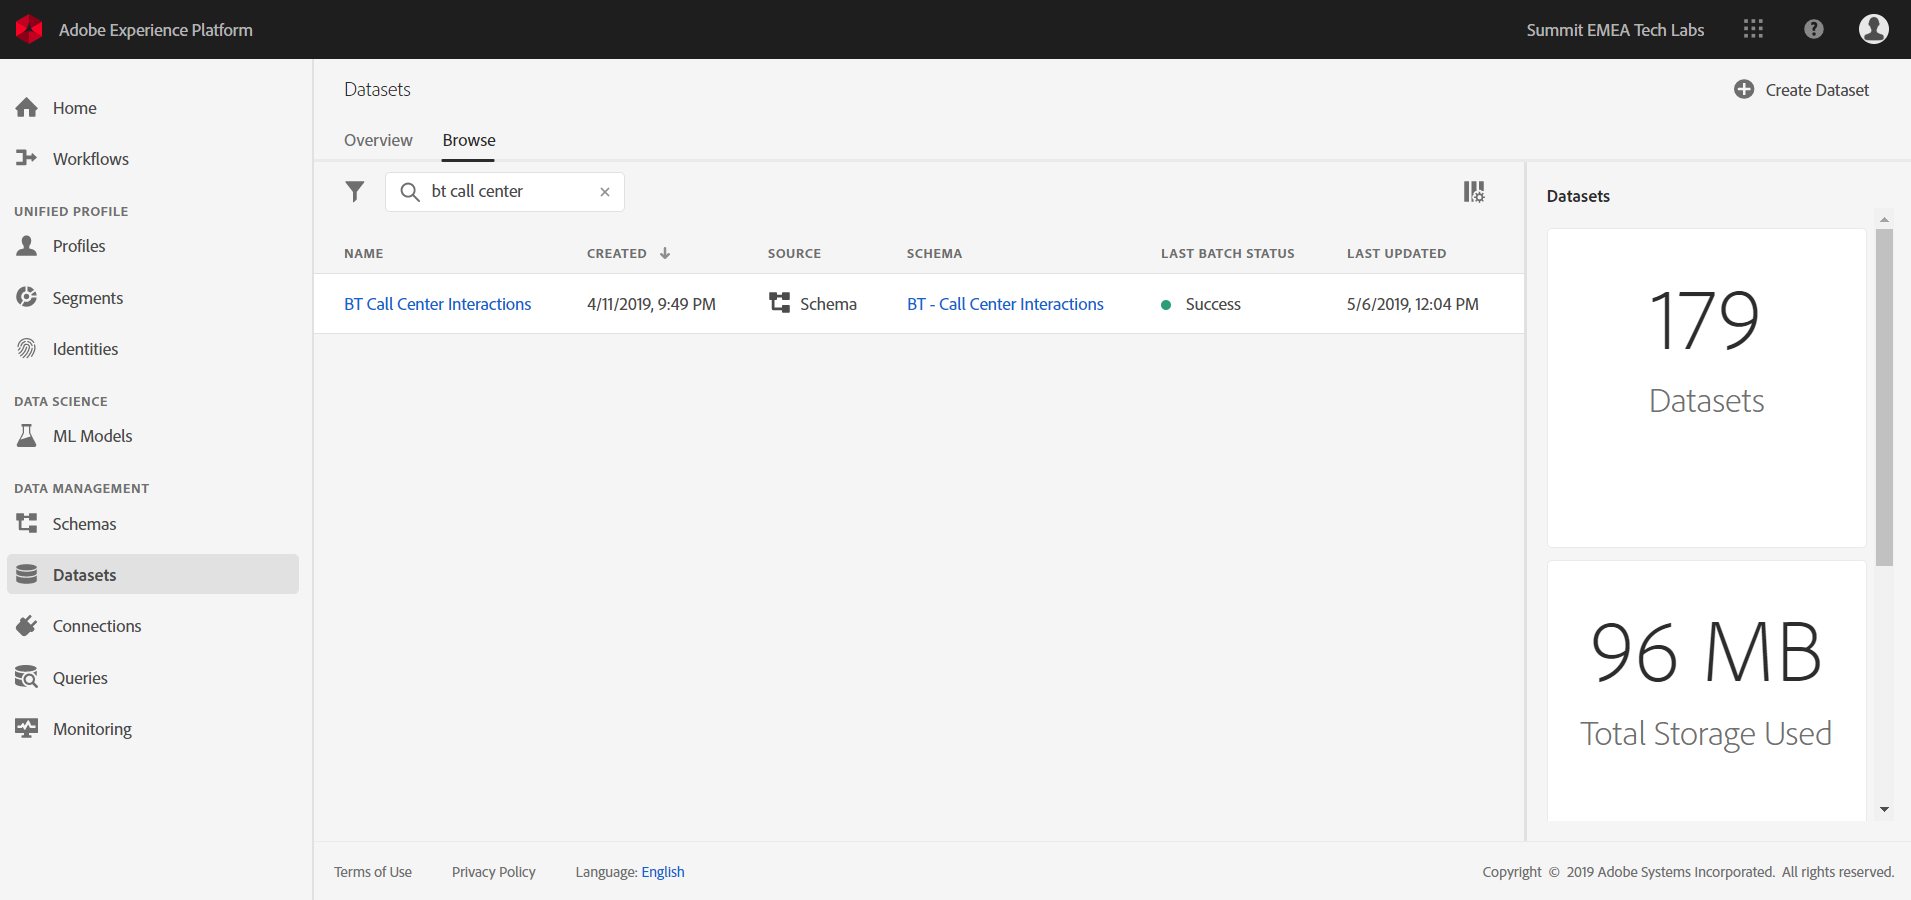 Adobe Experience Platform
Summit EMEA Tech Labs
Home
Workflows
UNIFIED PROFILE
Profiles
Segments
Identities
DATA SCIENCE
ML Models
DATA MANAGEMENT
Schemas
Datasets
Connections
Queries
Monitoring
Datasets
Create Dataset
Overview Browse
bt call center
NAME CREATED SOURCE SCHEMA LAST BATCH STATUS LAST UPDATED
BT Call Center Interactions 4/11/2019, 9:49 PM Schema BT - Call Center Interactions Success 5/6/2019, 12:04 PM
Datasets
179
Datasets
96 MB
Total Storage Used
Terms of Use Privacy Policy Language: English
Copyright © 2019 Adobe Systems Incorporated. All rights reserved.